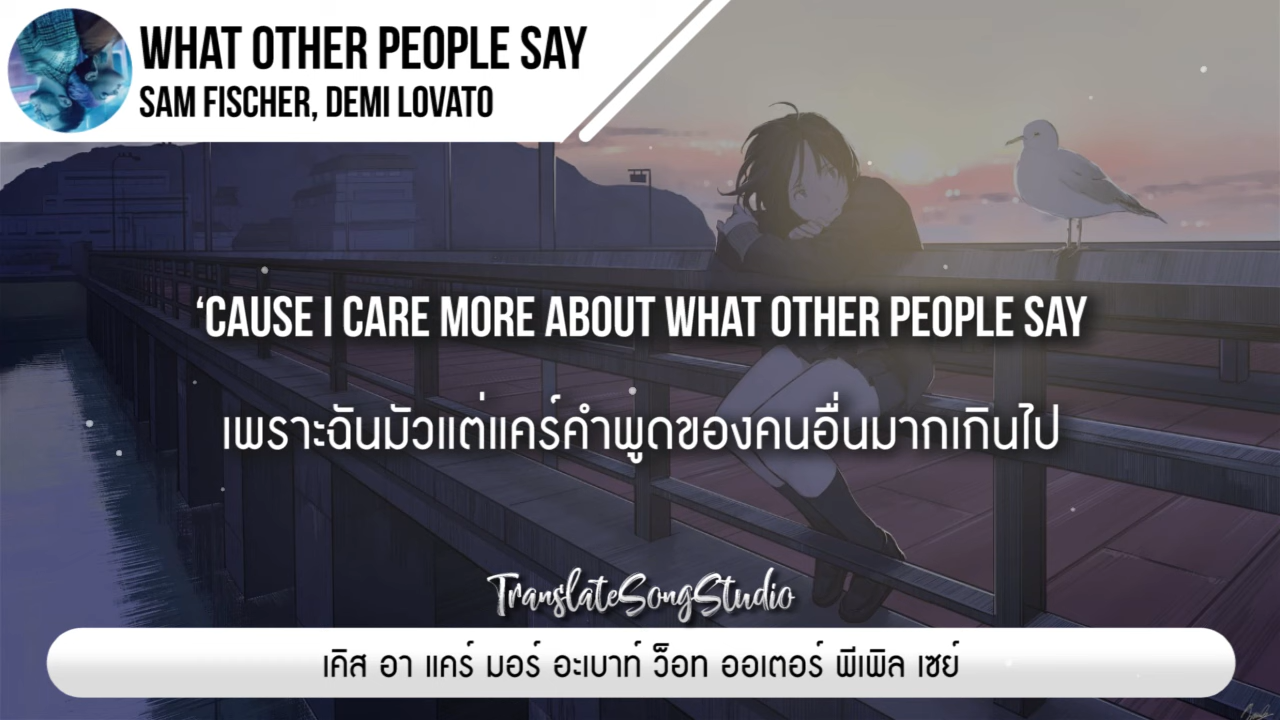 WHAT OTHER PEOPLE SAY
SAM FISCHER, DEMI LOVATO
‘CAUSE I CARE MORE ABOUT WHAT OTHER PEOPLE SAY
เพราะฉันมัวแต่แคร์คำพูดของคนอื่นมากเกินไป
TranslateSongStudio
เคิส อา แคร์ มอร์ อะเบาท์ ว็อท ออเตอร์ พีเพิล เซย์